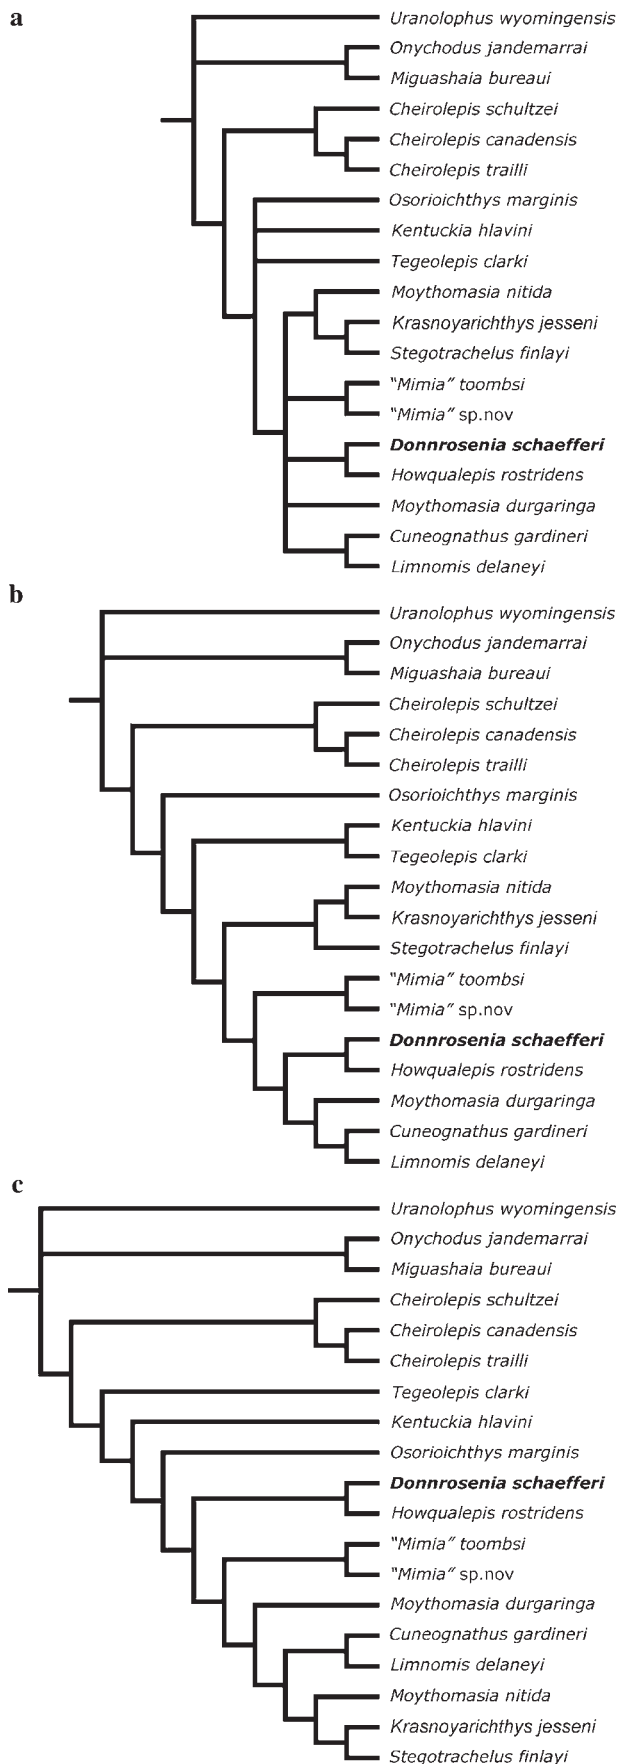 a
Uranolophus wyomingensis
Onychodus jandemarrai
Miguashaia bureaui
Cheirolepis schultzei
Cheirolepis canadensis
Cheirolepis trailli
Osorioichthys marginis
Kentuckia hlavini
Tegeolepis clarki
Moythomasia nitida
Krasnoyarichthys jesseni
Stegotrachelus finlayi
"Mimia" toombsi
"Mimia" sp.nov
Donnrosenia schaefferi
Howqualepis rostridens
Moythomasia durgaringa
Cuneognathus gardineri
Limnomis delaneyi
b
Uranolophus wyomingensis
Onychodus jandemarrai
Miguashaia bureaui
Cheirolepis schultzei
Cheirolepis canadensis
Cheirolepis trailli
Osorioichthys marginis
Kentuckia hlavini
Tegeolepis clarki
Moythomasia nitida
Krasnoyarichthys jesseni
Stegotrachelus finlayi
"Mimia" toombsi
"Mimia" sp.nov
Donnrosenia schaefferi
Howqualepis rostridens
Moythomasia durgaringa
Cuneognathus gardineri
Limnomis delaneyi
c
Uranolophus wyomingensis
Onychodus jandemarrai
Miguashaia bureaui
Cheirolepis schultzei
Cheirolepis canadensis
Cheirolepis trailli
Tegeolepis clarki
Kentuckia hlavini
Osorioichthys marginis
Donnrosenia schaefferi
Howqualepis rostridens
"Mimia" toombsi
"Mimia" sp.nov
Moythomasia durgaringa
Cuneognathus gardineri
Limnomis delaneyi
Moythomasia nitida
Krasnoyarichthys jesseni
Stegotrachelus finlayi